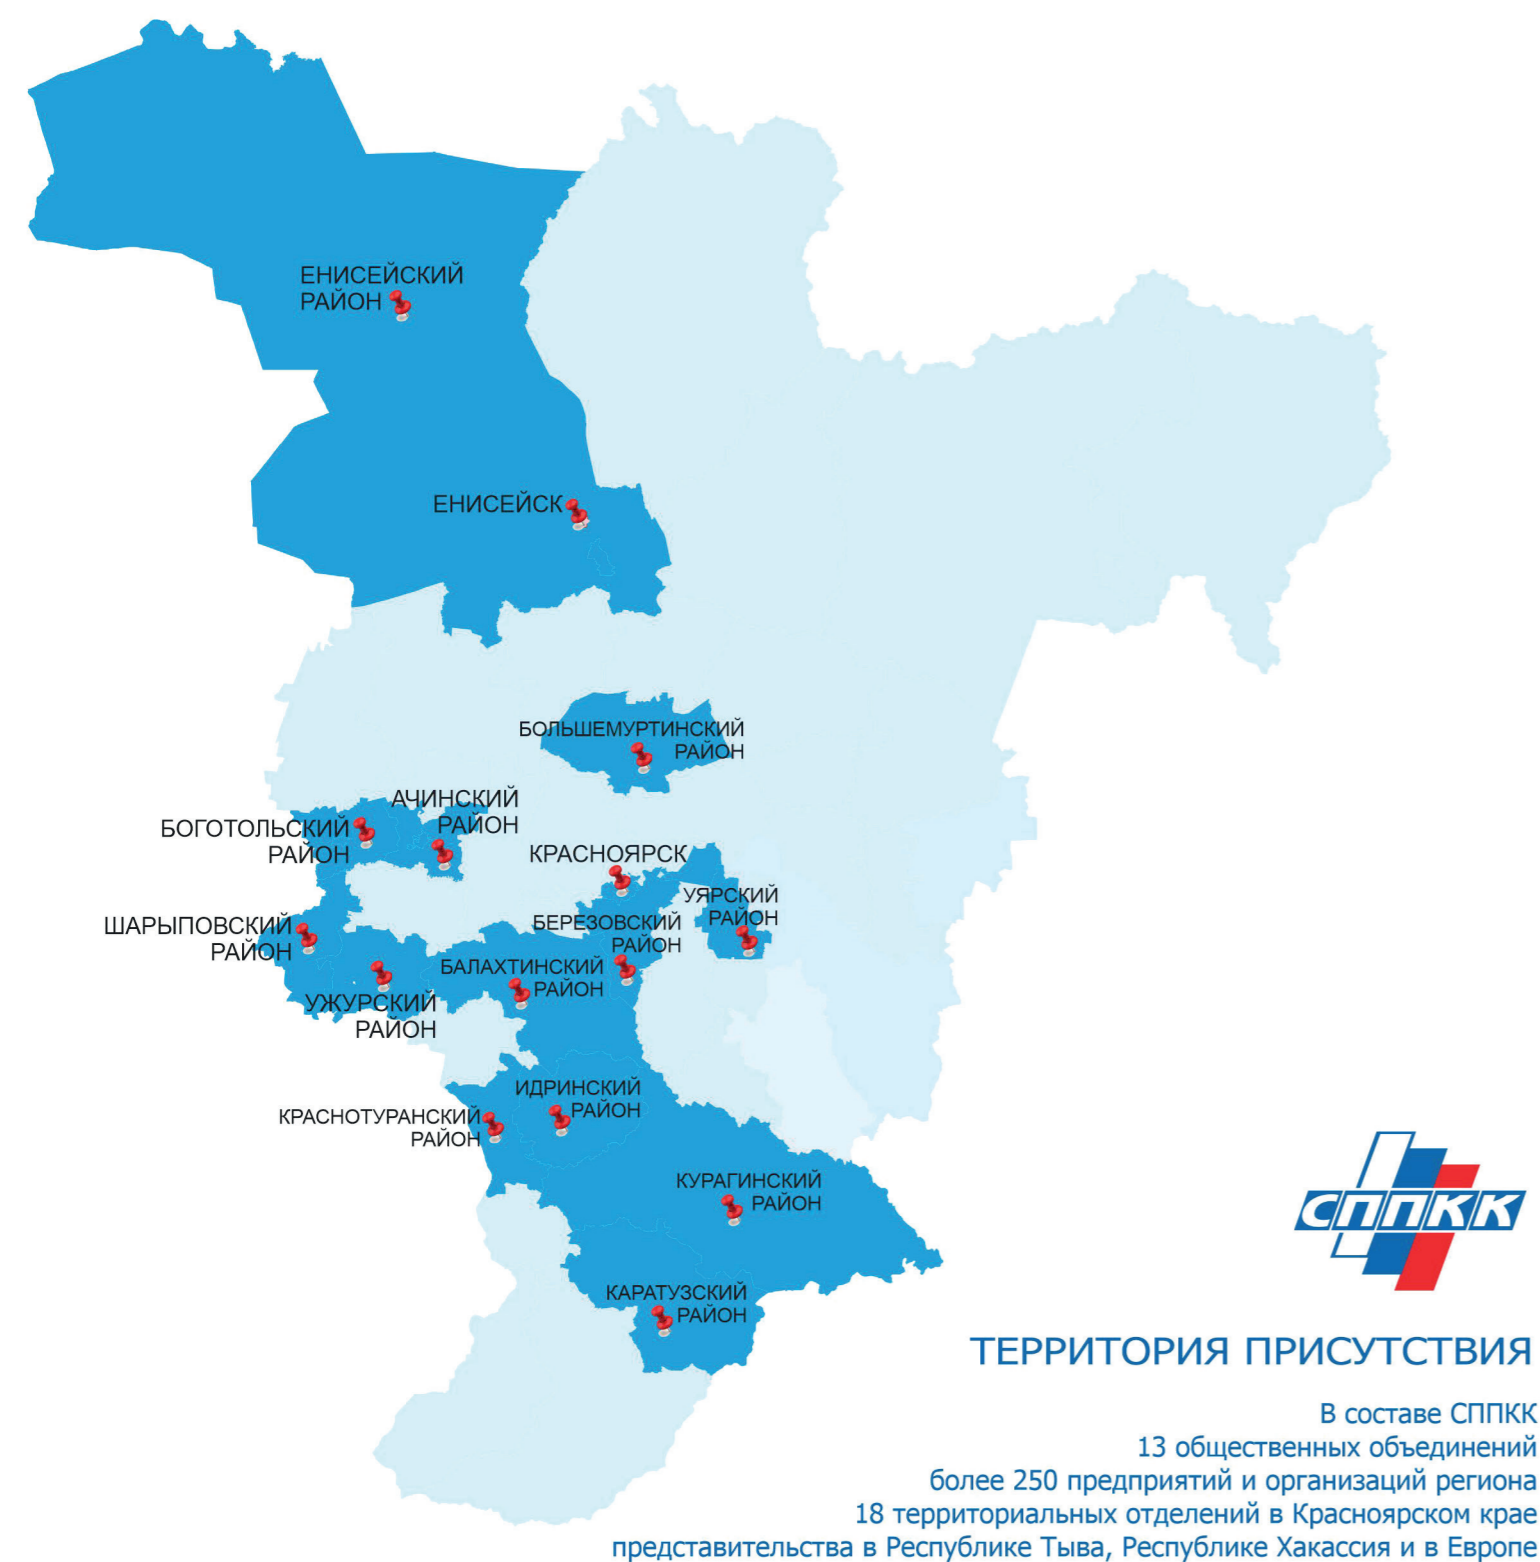 ЕНИСЕЙСКИЙ
РАЙОН
ЕНИСЕЙСК
БОЛЬШЕМУРТИНСКИЙ
РАЙОН
АЧИНСКИЙ
РАЙОН
БОГОТОЛЬСКИЙ
РАЙОН
КРАСНОЯРСК
УЯРСКИЙ
РАЙОН
ШАРЫПОВСКИЙ
РАЙОН
БЕРЕЗОВСКИЙ
РАЙОН
БАЛАХТИНСКИЙ
РАЙОН
УЖУРСКИЙ
РАЙОН
ИДРИНСКИЙ
РАЙОН
КРАСНОТУРАНСКИЙ
РАЙОН
КУРАГИНСКИЙ
РАЙОН
КАРАТУЗСКИЙ
РАЙОН
СППКК
ТЕРРИТОРИЯ ПРИСУТСТВИЯ
В составе СППКК
13 общественных объединений
более 250 предприятий и организаций региона
18 территориальных отделений в Красноярском крае
представительства в Республике Тыва, Республике Хакассия и в Европе